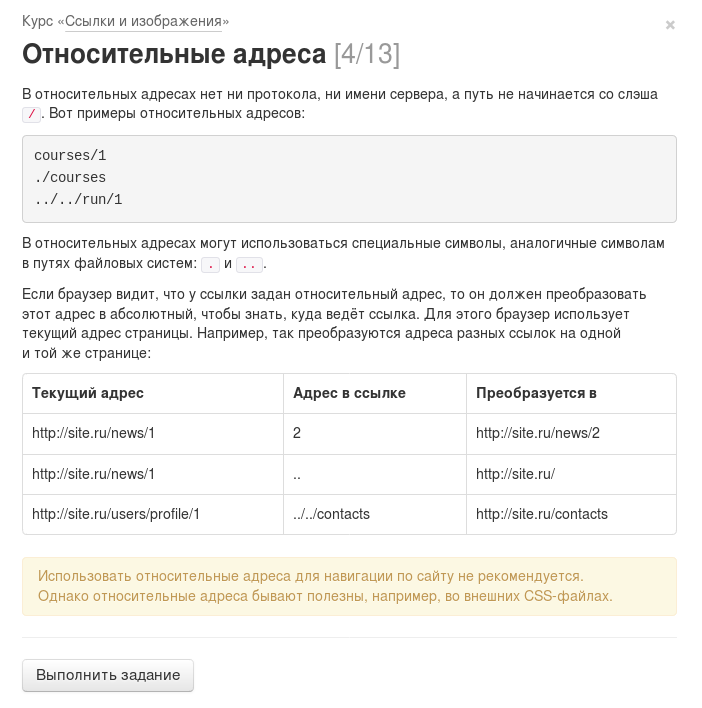 Курс «Ссылки и изображения»
×
Относительные адреса [4/13]
В относительных адресах нет ни протокола, ни имени сервера, а путь не начинается со слэша
/. Вот примеры относительных адресов:
courses/1
./courses
../../run/1
В относительных адресах могут использоваться специальные символы, аналогичные символам
в путях файловых систем: . и ...
Если браузер видит, что у ссылки задан относительный адрес, то он должен преобразовать
этот адрес в абсолютный, чтобы знать, куда ведёт ссылка. Для этого браузер использует
текущий адрес страницы. Например, так преобразуются адреса разных ссылок на одной
и той же странице:
Текущий адрес Адрес в ссылке Преобразуется в
http://site.ru/news/1 2 http://site.ru/news/2
http://site.ru/news/1 .. http://site.ru/
http://site.ru/users/profile/1 ../../contacts http://site.ru/contacts
Использовать относительные адреса для навигации по сайту не рекомендуется.
Однако относительные адреса бывают полезны, например, во внешних CSS-файлах.
Выполнить задание